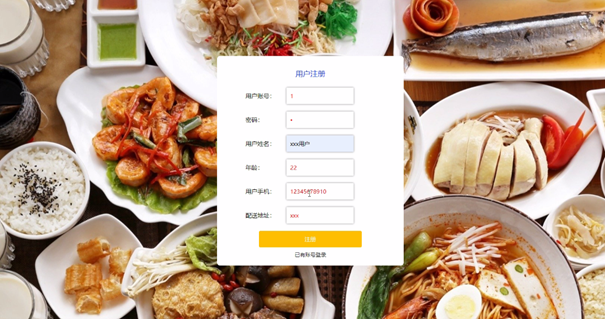 用户注册
用户账号： 1
密码： •
用户姓名： xxx用户
年龄： 22
用户手机： 12345678910
配送地址： xxx
注册
已有账号登录